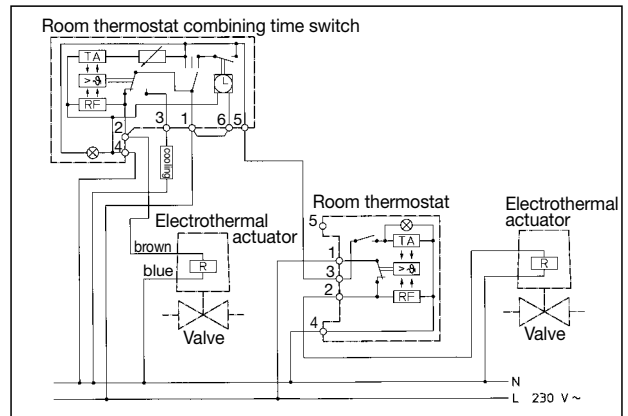 Room thermostat combining time switch
TA
> ϑ
RF
2
4
3
1
6
5
cooling
Electrothermal
actuator
brown
blue
R
Valve
Room thermostat
5
1
3
2
4
TA
> ϑ
RF
Electrothermal
actuator
R
Valve
N
L 230 V ~